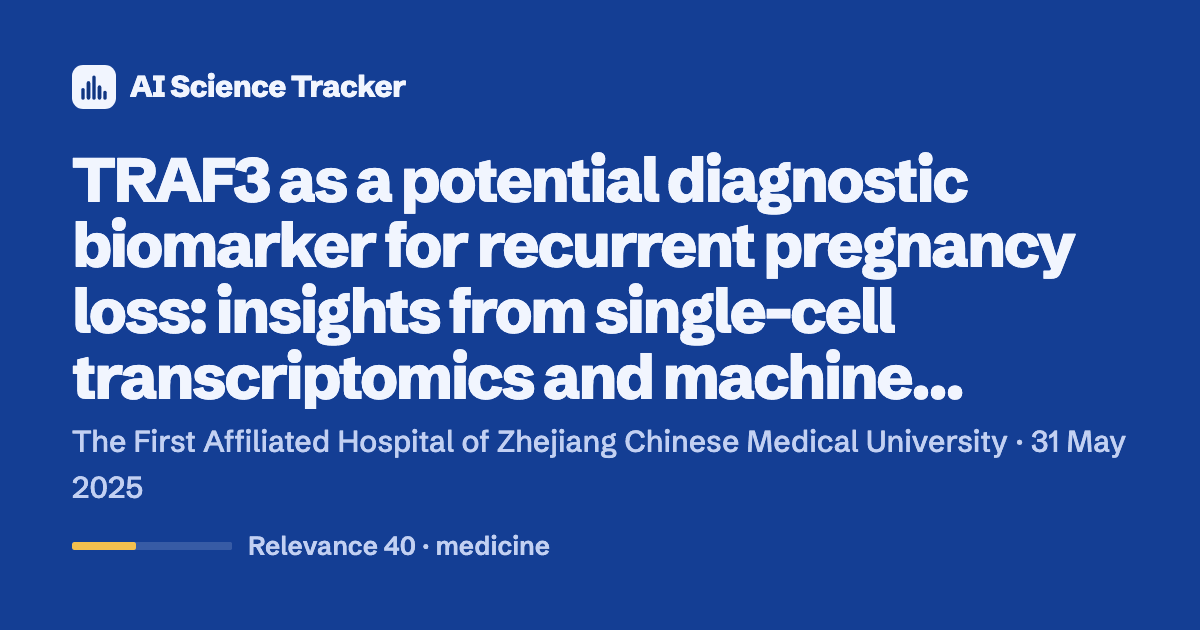 AI Science Tracker
TRAF3 as a potential diagnostic
biomarker for recurrent pregnancy
loss: insights from single-cell
transcriptomics and machine...
The First Affiliated Hospital of Zhejiang Chinese Medical University · 31 May
2025
Relevance 40 · medicine